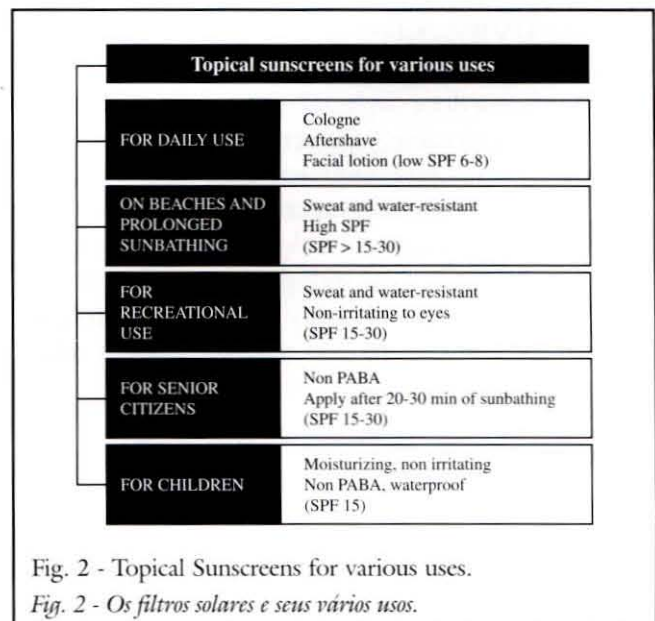 Topical sunscreens for various uses
FOR DAILY USE
Cologne
Aftershave
Facial lotion (low SPF 6-8)
ON BEACHES AND
PROLONGED
SUNBATHING
Sweat and water-resistant
High SPF
(SPF > 15-30)
FOR
RECREATIONAL
USE
Sweat and water-resistant
Non-irritating to eyes
(SPF 15-30)
FOR SENIOR
CITIZENS
Non PABA
Apply after 20-30 min of sunbathing
(SPF 15-30)
FOR CHILDREN
Moisturizing, non irritating
Non PABA, waterproof
(SPF 15)
Fig. 2 - Topical Sunscreens for various uses.
Fig. 2 - Os filtros solares e seus vários usos.